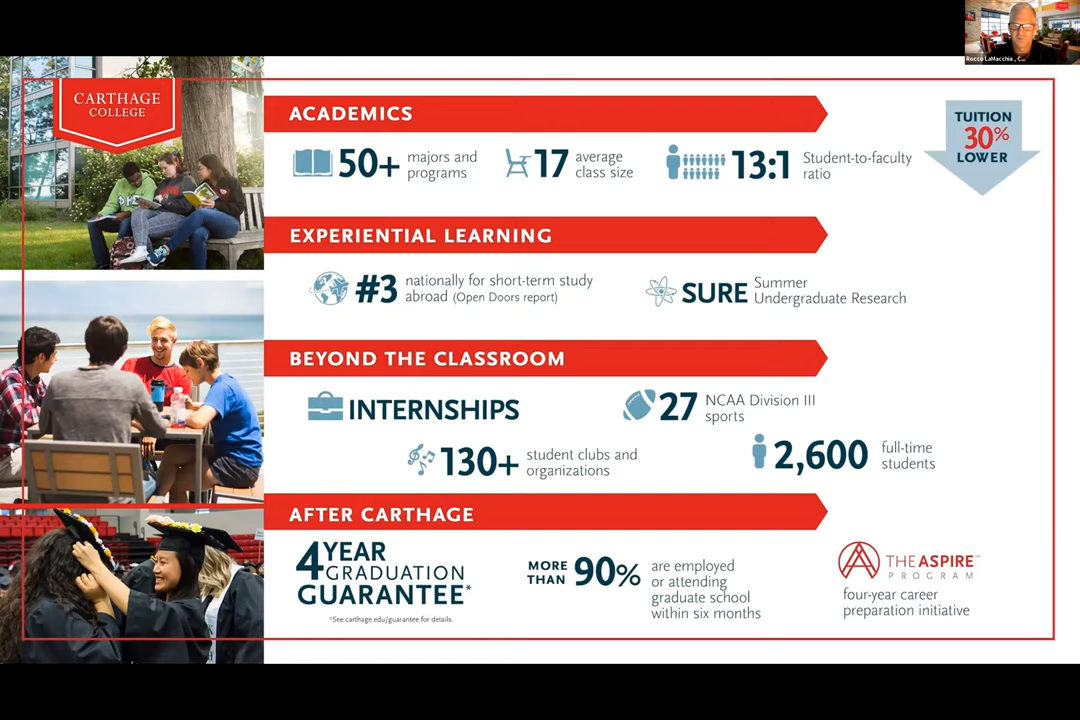 Rocco LaMacchia , C...
CARTHAGE
COLLEGE
ACADEMICS
50+ majors and
programs
17 average
class size
13:1 Student-to-faculty
ratio
TUITION
30%
LOWER
EXPERIENTIAL LEARNING
#3 nationally for short-term study
abroad (Open Doors report)
SURE Summer
Undergraduate Research
BEYOND THE CLASSROOM
INTERNSHIPS
27 NCAA Division III
sports
130+ student clubs and
organizations
2,600 full-time
students
AFTER CARTHAGE
4 YEAR
GRADUATION
GUARANTEE*
*See carthage.edu/guarantee for details.
MORE
THAN 90% are employed
or attending
graduate school
within six months
THE ASPIRE™
PROGRAM
four-year career
preparation initiative